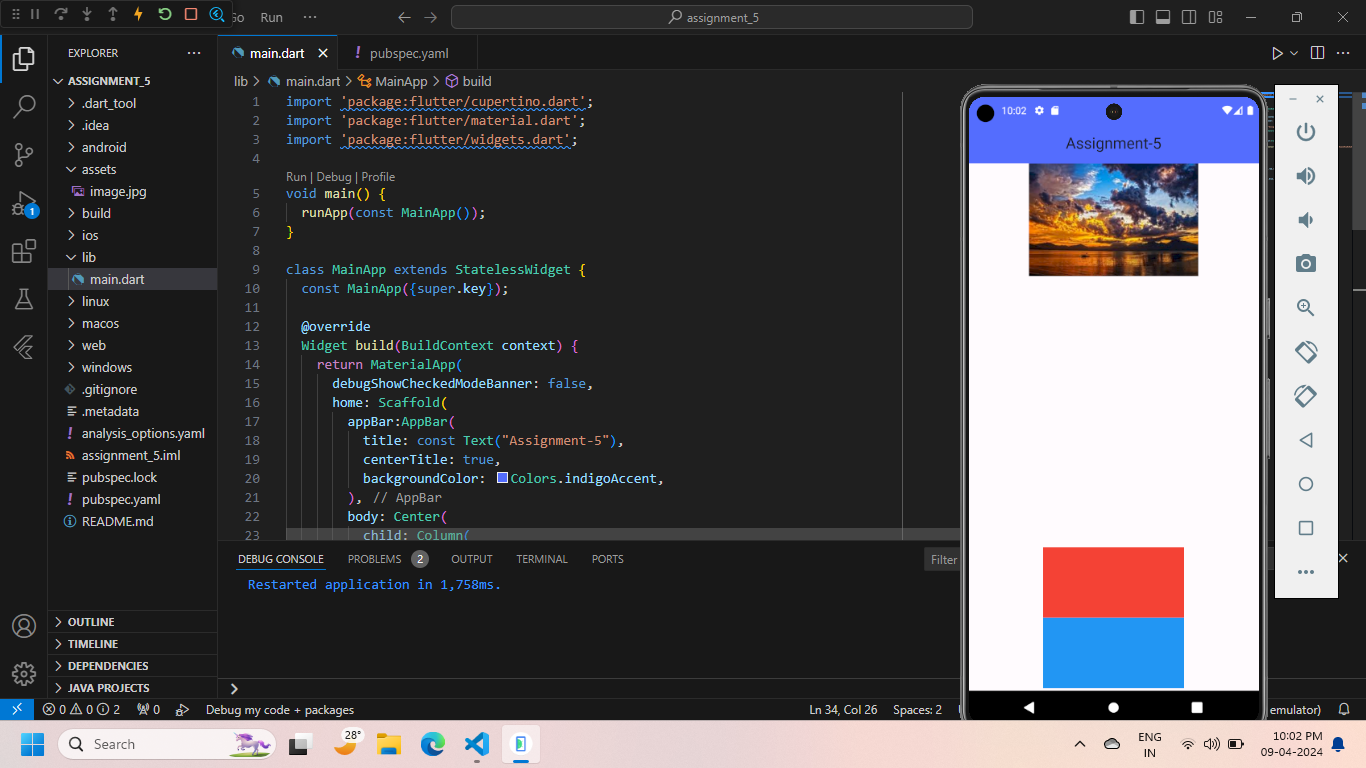 Go Run ···
assignment_5
EXPLORER ···
ASSIGNMENT_5
.dart_tool
.idea
android
assets
image.jpg
build
ios
lib
main.dart
linux
macos
web
windows
.gitignore
.metadata
analysis_options.yaml
assignment_5.iml
pubspec.lock
pubspec.yaml
README.md
OUTLINE
TIMELINE
DEPENDENCIES
JAVA PROJECTS
1
main.dart
! pubspec.yaml
lib > main.dart > MainApp > build
1 import 'package:flutter/cupertino.dart';
2 import 'package:flutter/material.dart';
3 import 'package:flutter/widgets.dart';
4
Run | Debug | Profile
5 void main() {
6 runApp(const MainApp());
7 }
8
9 class MainApp extends StatelessWidget {
10 const MainApp({super.key});
11
12 @override
13 Widget build(BuildContext context) {
14 return MaterialApp(
15 debugShowCheckedModeBanner: false,
16 home: Scaffold(
17 appBar:AppBar(
18 title: const Text("Assignment-5"),
19 centerTitle: true,
20 backgroundColor: Colors.indigoAccent,
21 ), // AppBar
22 body: Center(
23 child: Column(
DEBUG CONSOLE PROBLEMS 2 OUTPUT TERMINAL PORTS Filter
Restarted application in 1,758ms.
10:02
Assignment-5
0 0 2 0 Debug my code + packages Ln 34, Col 26 Spaces: 2 emulator)
Search
28°
ENG
IN
10:02 PM
09-04-2024